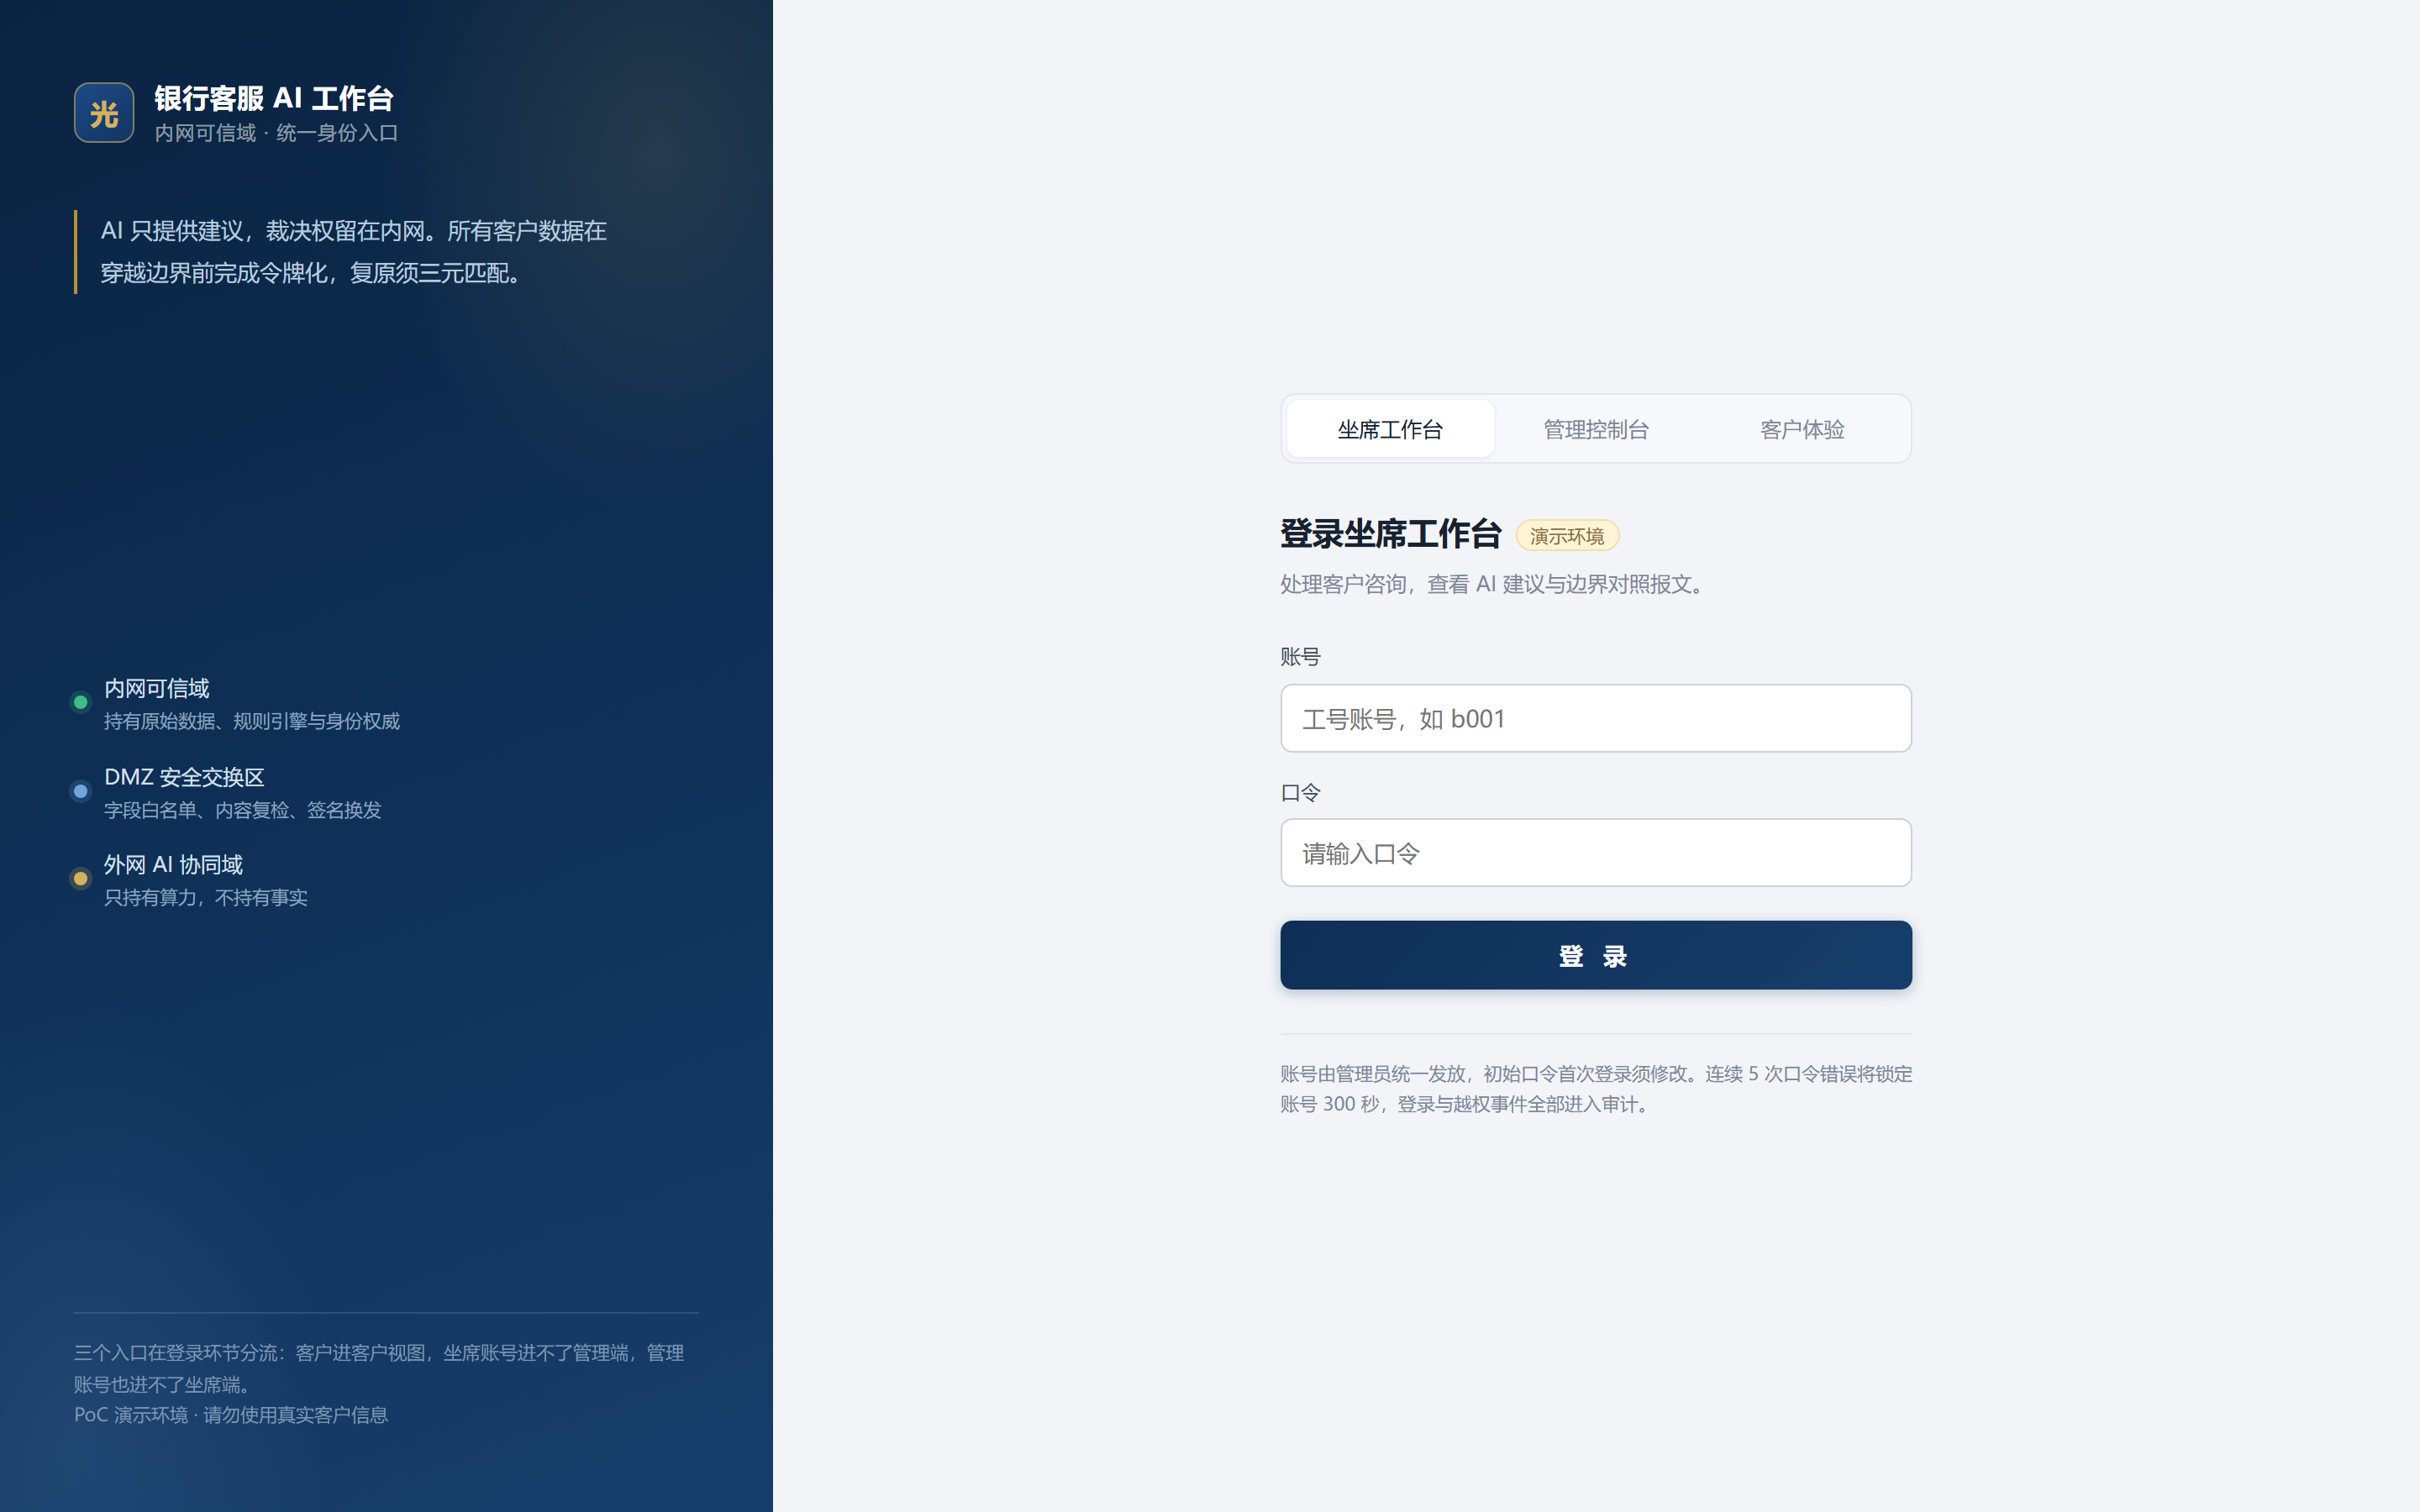 光
银行客服 AI 工作台
内网可信域 · 统一身份入口
AI 只提供建议，裁决权留在内网。所有客户数据在
穿越边界前完成令牌化，复原须三元匹配。
内网可信域
持有原始数据、规则引擎与身份权威
DMZ 安全交换区
字段白名单、内容复检、签名换发
外网 AI 协同域
只持有算力，不持有事实
三个入口在登录环节分流：客户进客户视图，坐席账号进不了管理端，管理
账号也进不了坐席端。
PoC 演示环境 · 请勿使用真实客户信息
坐席工作台 管理控制台 客户体验
登录坐席工作台 演示环境
处理客户咨询，查看 AI 建议与边界对照报文。
账号
工号账号，如 b001
口令
请输入口令
登 录
账号由管理员统一发放，初始口令首次登录须修改。连续 5 次口令错误将锁定
账号 300 秒，登录与越权事件全部进入审计。